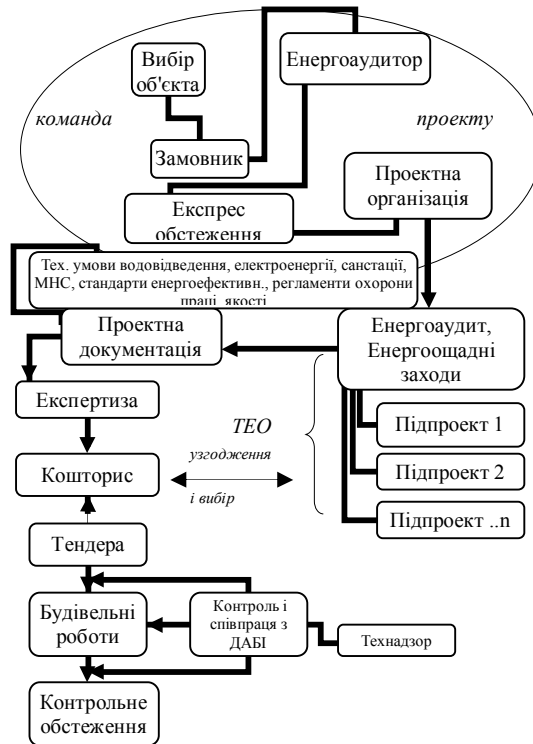 Вибір
об'єкта
Енергоаудитор
команда
проекту
Замовник
Проектна
організація
Експрес
обстеження
Тех. умови водовідведення, електроенергії, санстації,
МНС, стандарти енергоефективн., регламенти охорони
праці, якості
Проектна
документація
Енергоаудит,
Енергоощадні
заходи
Експертиза
ТЕО
узгодження
і вибір
Підпроект 1
Підпроект 2
Підпроект ..n
Кошторис
Тендера
Будівельні
роботи
Контроль і
співпраця з
ДАБІ
Технадзор
Контрольне
обстеження